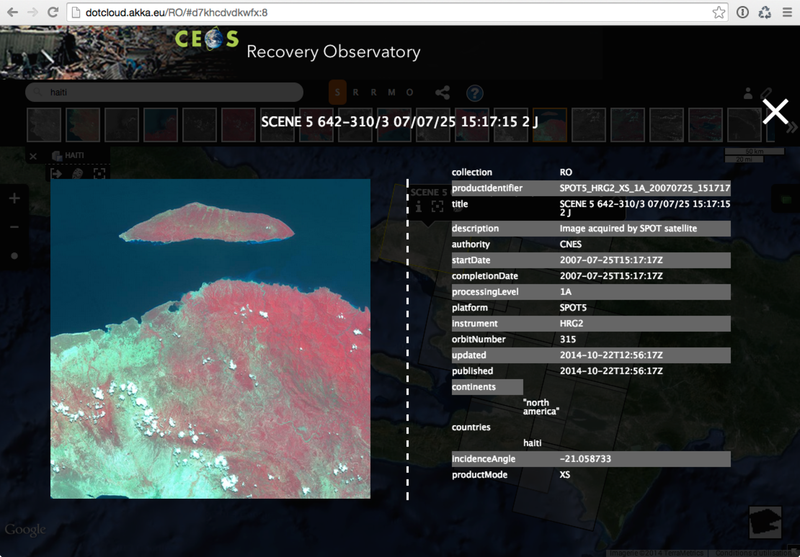 dotcloud.akka.eu/RO/#d7khcdvdkwfx:8
CEOS
Recovery Observatory
haiti
S R R M O
?
SCENE 5 642-310/3 07/07/25 15:17:15 2 J
HAITI
50 km
20 mi
SCENE 5
collection RO
productIdentifier SPOT5_HRG2_XS_1A_20070725_151717
title SCENE 5 642-310/3 07/07/25 15:17:15
2 J
description Image acquired by SPOT satellite
authority CNES
startDate 2007-07-25T15:17:17Z
completionDate 2007-07-25T15:17:17Z
processingLevel 1A
platform SPOT5
instrument HRG2
orbitNumber 315
updated 2014-10-22T12:56:17Z
published 2014-10-22T12:56:17Z
continents
"north
america"
countries
haiti
incidenceAngle -21.058733
productMode XS
Google